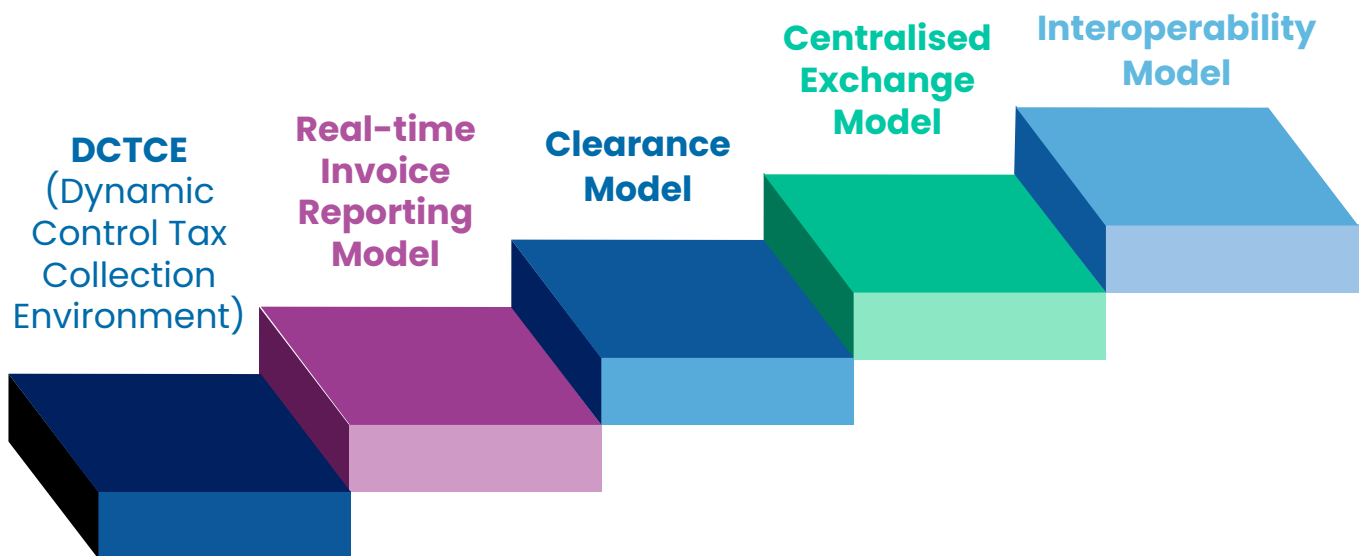 DCTCE
(Dynamic
Control Tax
Collection
Environment)
Real-time
Invoice
Reporting
Model
Clearance
Model
Centralised
Exchange
Model
Interoperability
Model